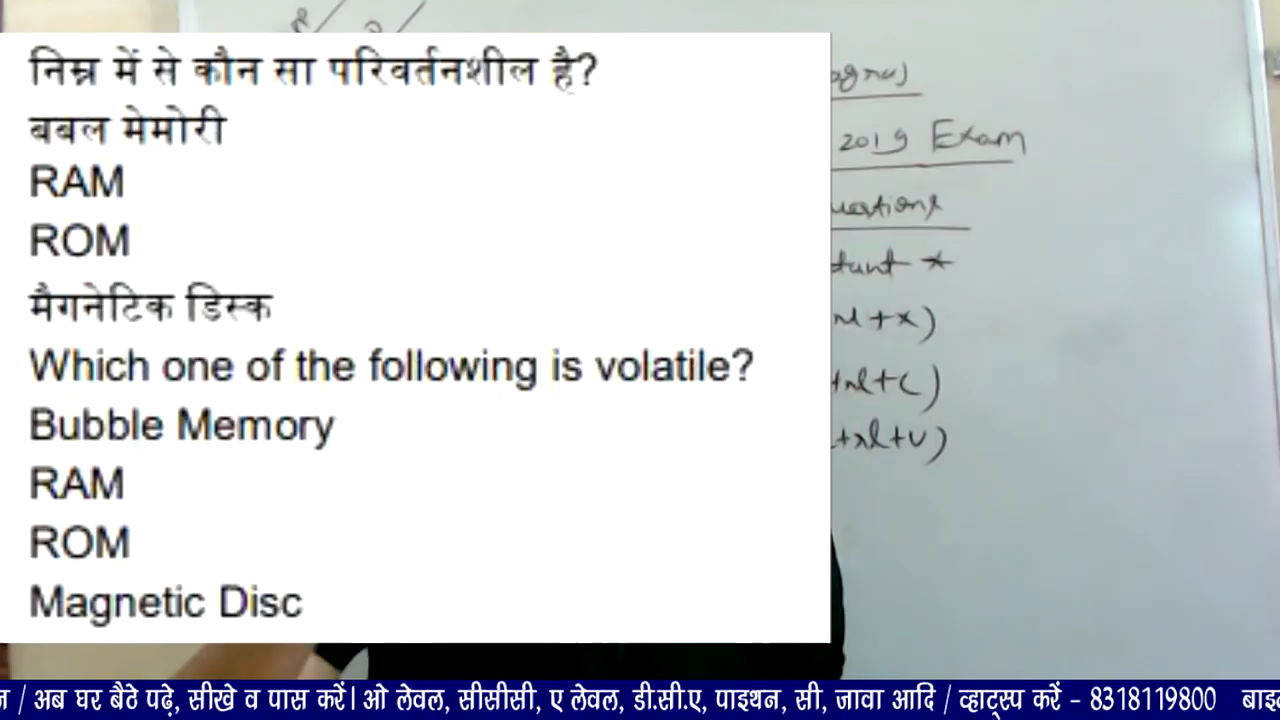 निम्न में से कौन सा परिवर्तनशील है?
बबल मेमोरी
RAM
ROM
मैगनेटिक डिस्क
Which one of the following is volatile?
Bubble Memory
RAM
ROM
Magnetic Disc
2019 Exam
/ अब घर बैठे पढ़े, सीखे व पास करें। ओ लेवल, सीसीसी, ए लेवल, डी.सी.ए, पाइथन, सी, जावा आदि / व्हाट्स्प करें - 8318119800